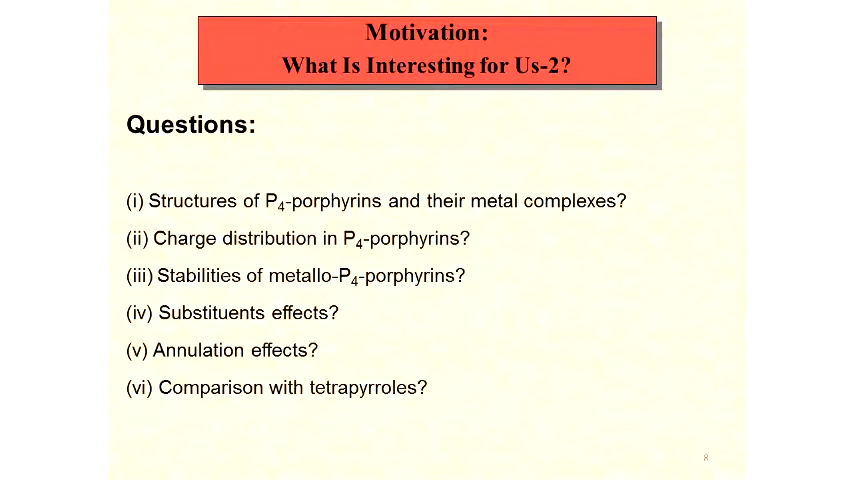 Motivation:
What Is Interesting for Us-2?
Questions:
(i) Structures of P₄-porphyrins and their metal complexes?
(ii) Charge distribution in P₄-porphyrins?
(iii) Stabilities of metallo-P₄-porphyrins?
(iv) Substituents effects?
(v) Annulation effects?
(vi) Comparison with tetrapyrroles?
8